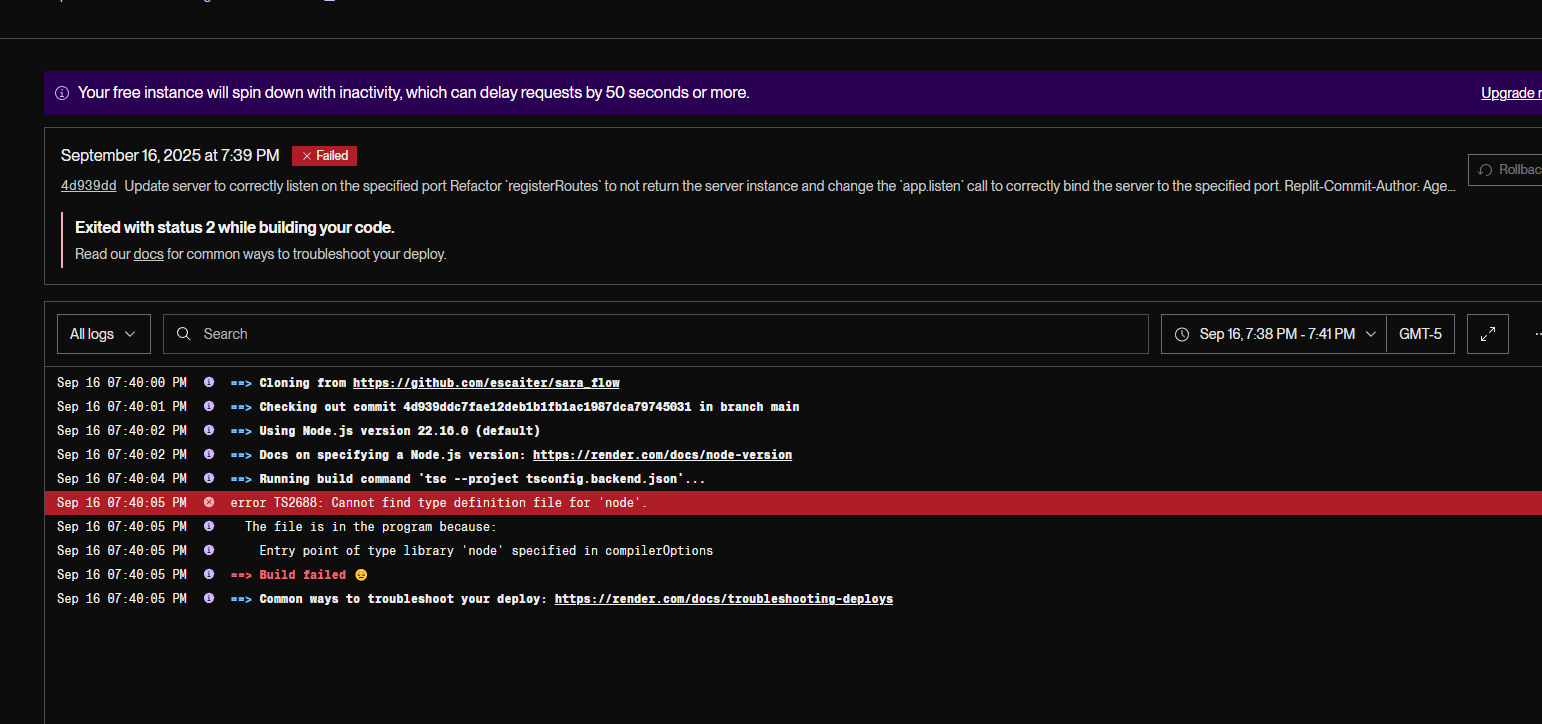 Your free instance will spin down with inactivity, which can delay requests by 50 seconds or more.
Upgrade
September 16, 2025 at 7:39 PM Failed
4d939dd Update server to correctly listen on the specified port Refactor `registerRoutes` to not return the server instance and change the `app.listen` call to correctly bind the server to the specified port. Replit-Commit-Author: Age...
Rollbac
Exited with status 2 while building your code.
Read our docs for common ways to troubleshoot your deploy.
All logs Search Sep 16, 7:38 PM - 7:41 PM GMT-5
Sep 16 07:40:00 PM ==> Cloning from https://github.com/escaiter/sara_flow
Sep 16 07:40:01 PM ==> Checking out commit 4d939ddc7fae12deb1b1fb1ac1987dca79745031 in branch main
Sep 16 07:40:02 PM ==> Using Node.js version 22.16.0 (default)
Sep 16 07:40:02 PM ==> Docs on specifying a Node.js version: https://render.com/docs/node-version
Sep 16 07:40:04 PM ==> Running build command 'tsc --project tsconfig.backend.json'...
Sep 16 07:40:05 PM error TS2688: Cannot find type definition file for 'node'.
Sep 16 07:40:05 PM The file is in the program because:
Sep 16 07:40:05 PM Entry point of type library 'node' specified in compilerOptions
Sep 16 07:40:05 PM ==> Build failed 😣
Sep 16 07:40:05 PM ==> Common ways to troubleshoot your deploy: https://render.com/docs/troubleshooting-deploys